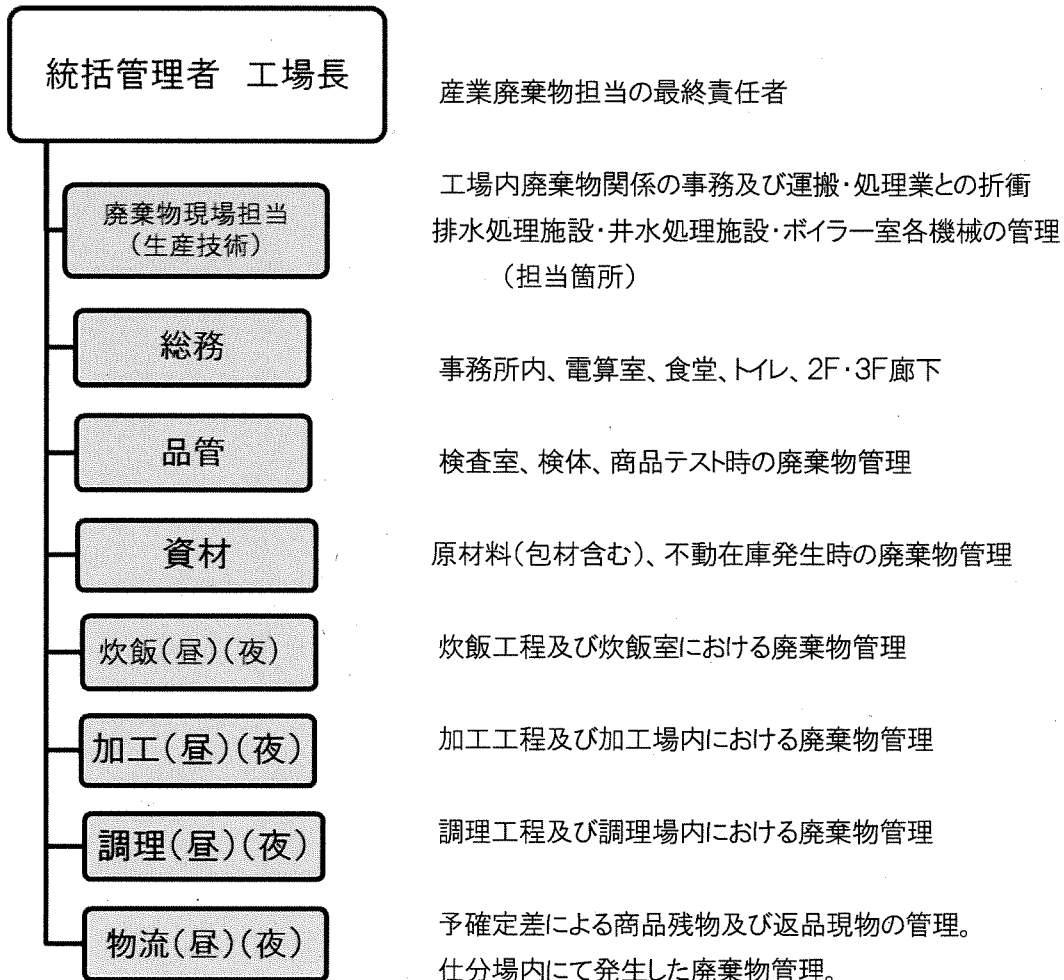 統括管理者　工場長
産業廃棄物担当の最終責任者
廃棄物現場担当
(生産技術)
工場内廃棄物関係の事務及び運搬・処理業との折衝
排水処理施設・井水処理施設・ボイラー室各機械の管理
(担当箇所)
総務
事務所内、電算室、食堂、トイレ、2F・3F廊下
品管
検査室、検体、商品テスト時の廃棄物管理
資材
原材料(包材含む)、不動在庫発生時の廃棄物管理
炊飯(昼)(夜)
炊飯工程及び炊飯室における廃棄物管理
加工(昼)(夜)
加工工程及び加工場内における廃棄物管理
調理(昼)(夜)
調理工程及び調理場内における廃棄物管理
物流(昼)(夜)
予確定差による商品残物及び返品現物の管理。
仕分場内にて発生した廃棄物管理。